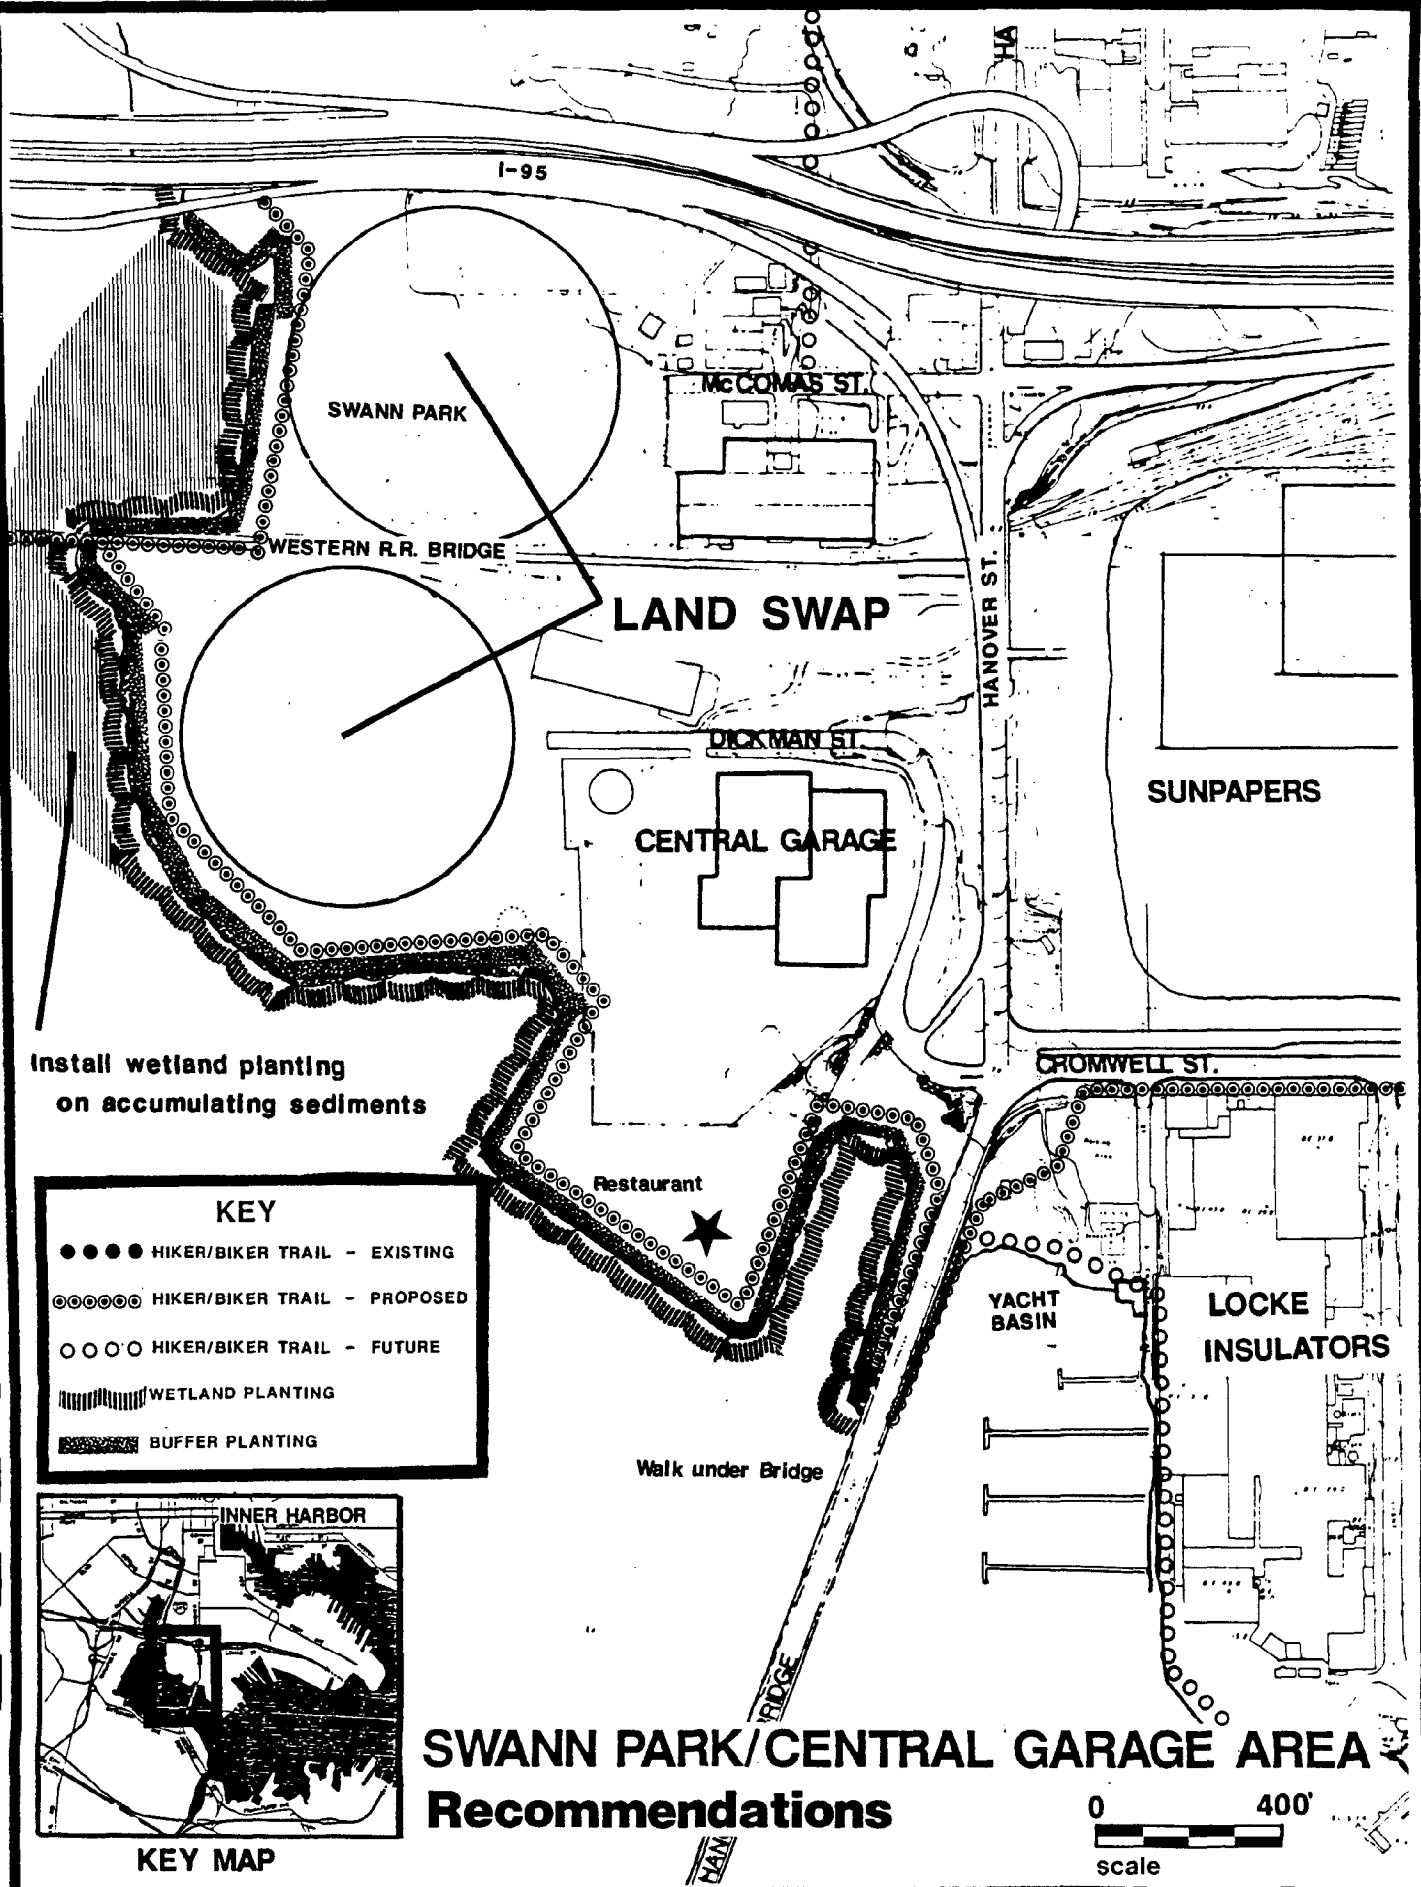 HA
I-95
McCOMAS ST.
SWANN PARK
WESTERN R.R. BRIDGE
HANOVER ST.
LAND SWAP
DICKMAN ST.
SUNPAPERS
CENTRAL GARAGE
Install wetland planting
on accumulating sediments
CROMWELL ST.
Restaurant
KEY
HIKER/BIKER TRAIL - EXISTING
HIKER/BIKER TRAIL - PROPOSED
HIKER/BIKER TRAIL - FUTURE
WETLAND PLANTING
BUFFER PLANTING
YACHT
BASIN
LOCKE
INSULATORS
Walk under Bridge
INNER HARBOR
KEY MAP
RIDGE
SWANN PARK/CENTRAL GARAGE AREA
Recommendations
HAN
0 400'
scale